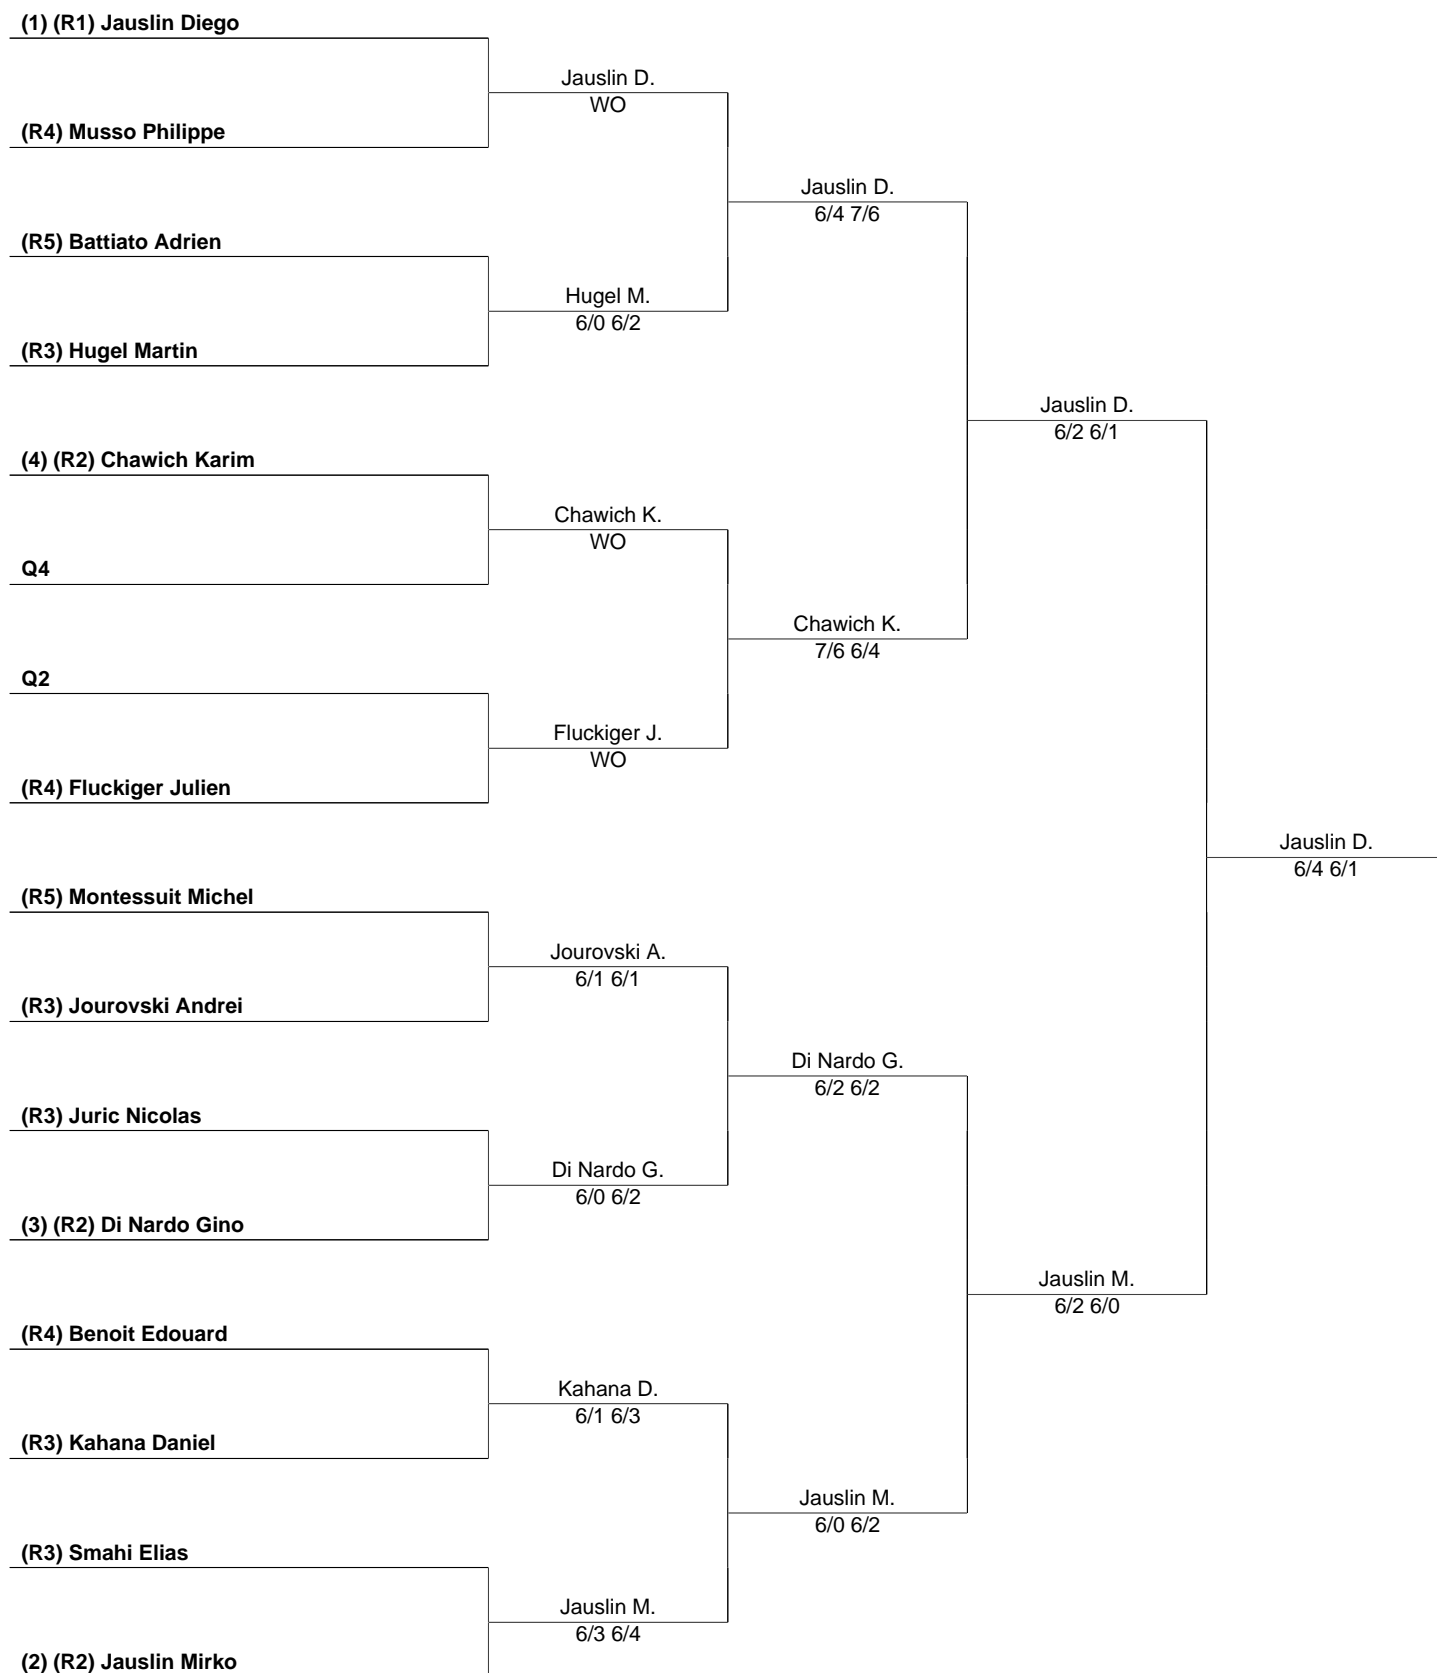 (1) (R1) Jauslin Diego
Jauslin D.
WO
(R4) Musso Philippe
Jauslin D.
6/4 7/6
(R5) Battiato Adrien
Hugel M.
6/0 6/2
(R3) Hugel Martin
Jauslin D.
6/2 6/1
(4) (R2) Chawich Karim
Chawich K.
WO
Q4
Chawich K.
7/6 6/4
Q2
Fluckiger J.
WO
(R4) Fluckiger Julien
Jauslin D.
6/4 6/1
(R5) Montessuit Michel
Jourovski A.
6/1 6/1
(R3) Jourovski Andrei
Di Nardo G.
6/2 6/2
(R3) Juric Nicolas
Di Nardo G.
6/0 6/2
(3) (R2) Di Nardo Gino
Jauslin M.
6/2 6/0
(R4) Benoit Edouard
Kahana D.
6/1 6/3
(R3) Kahana Daniel
Jauslin M.
6/0 6/2
(R3) Smahi Elias
Jauslin M.
6/3 6/4
(2) (R2) Jauslin Mirko